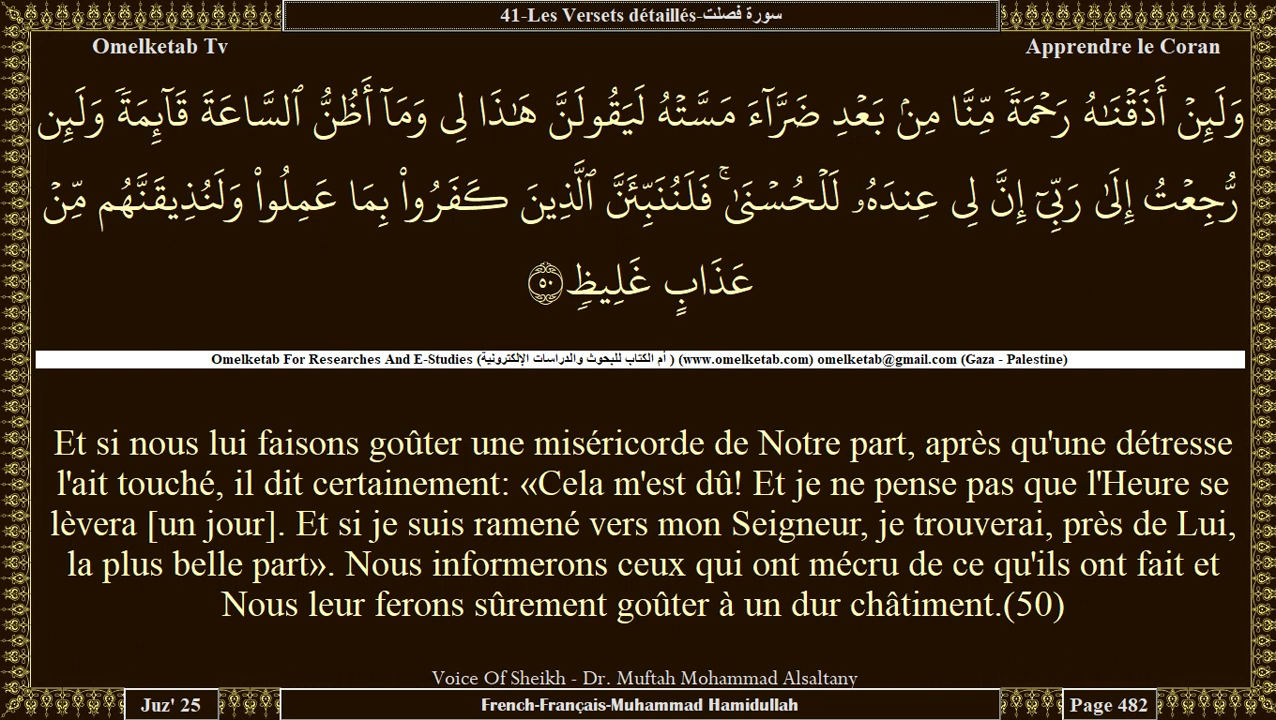 41-Les Versets détaillés-سورة فصلت
Omelketab Tv
Apprendre le Coran
وَلَئِنْ أَذَقْنَٰهُ رَحْمَةً مِّنَّا مِنۢ بَعْدِ ضَرَّآءَ مَسَّتْهُ لَيَقُولَنَّ هَٰذَا لِى وَمَآ أَظُنُّ ٱلسَّاعَةَ قَآئِمَةً وَلَئِن
رُّجِعْتُ إِلَىٰ رَبِّىٓ إِنَّ لِى عِندَهُۥ لَلْحُسْنَىٰ ۚ فَلَنُنَبِّئَنَّ ٱلَّذِينَ كَفَرُوا۟ بِمَا عَمِلُوا۟ وَلَنُذِيقَنَّهُم مِّنْ
عَذَابٍ غَلِيظٍ ٥٠
Omelketab For Researches And E-Studies (أم الكتاب للبحوث والدراسات الإلكترونية ) (www.omelketab.com) omelketab@gmail.com (Gaza - Palestine)
Et si nous lui faisons goûter une miséricorde de Notre part, après qu'une détresse
l'ait touché, il dit certainement: «Cela m'est dû! Et je ne pense pas que l'Heure se
lèvera [un jour]. Et si je suis ramené vers mon Seigneur, je trouverai, près de Lui,
la plus belle part». Nous informerons ceux qui ont mécru de ce qu'ils ont fait et
Nous leur ferons sûrement goûter à un dur châtiment.(50)
Voice Of Sheikh - Dr. Muftah Mohammad Alsaltany
Juz' 25
French-Français-Muhammad Hamidullah
Page 482